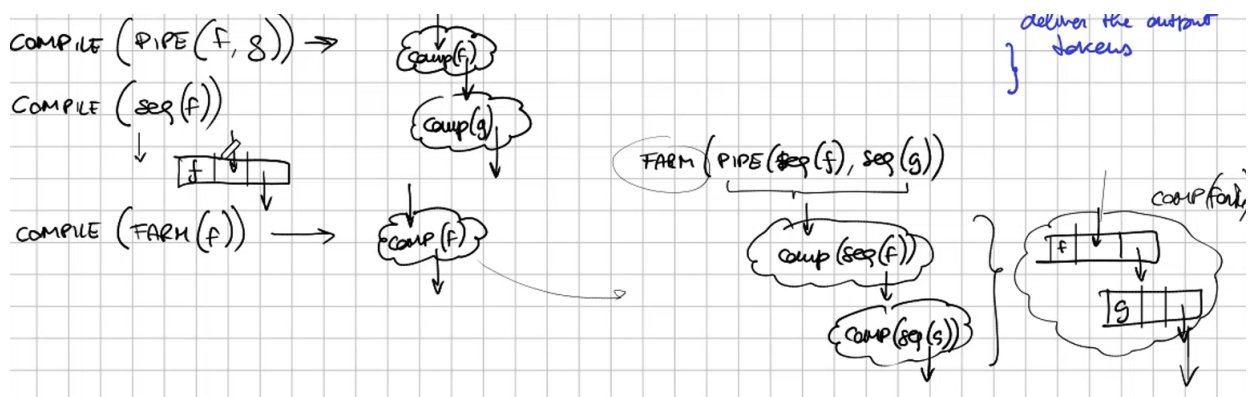 COMPILE (PIPE (f, g)) →
comp(f)
comp(g)
COMPILE (seq (f))
f
COMPILE (FARM (f)) →
COMP (f)
deliver the output
tokens
}
FARM (PIPE (seq (f), seq (g))
comp (seq (f))
COMP (seq (g))
f
g